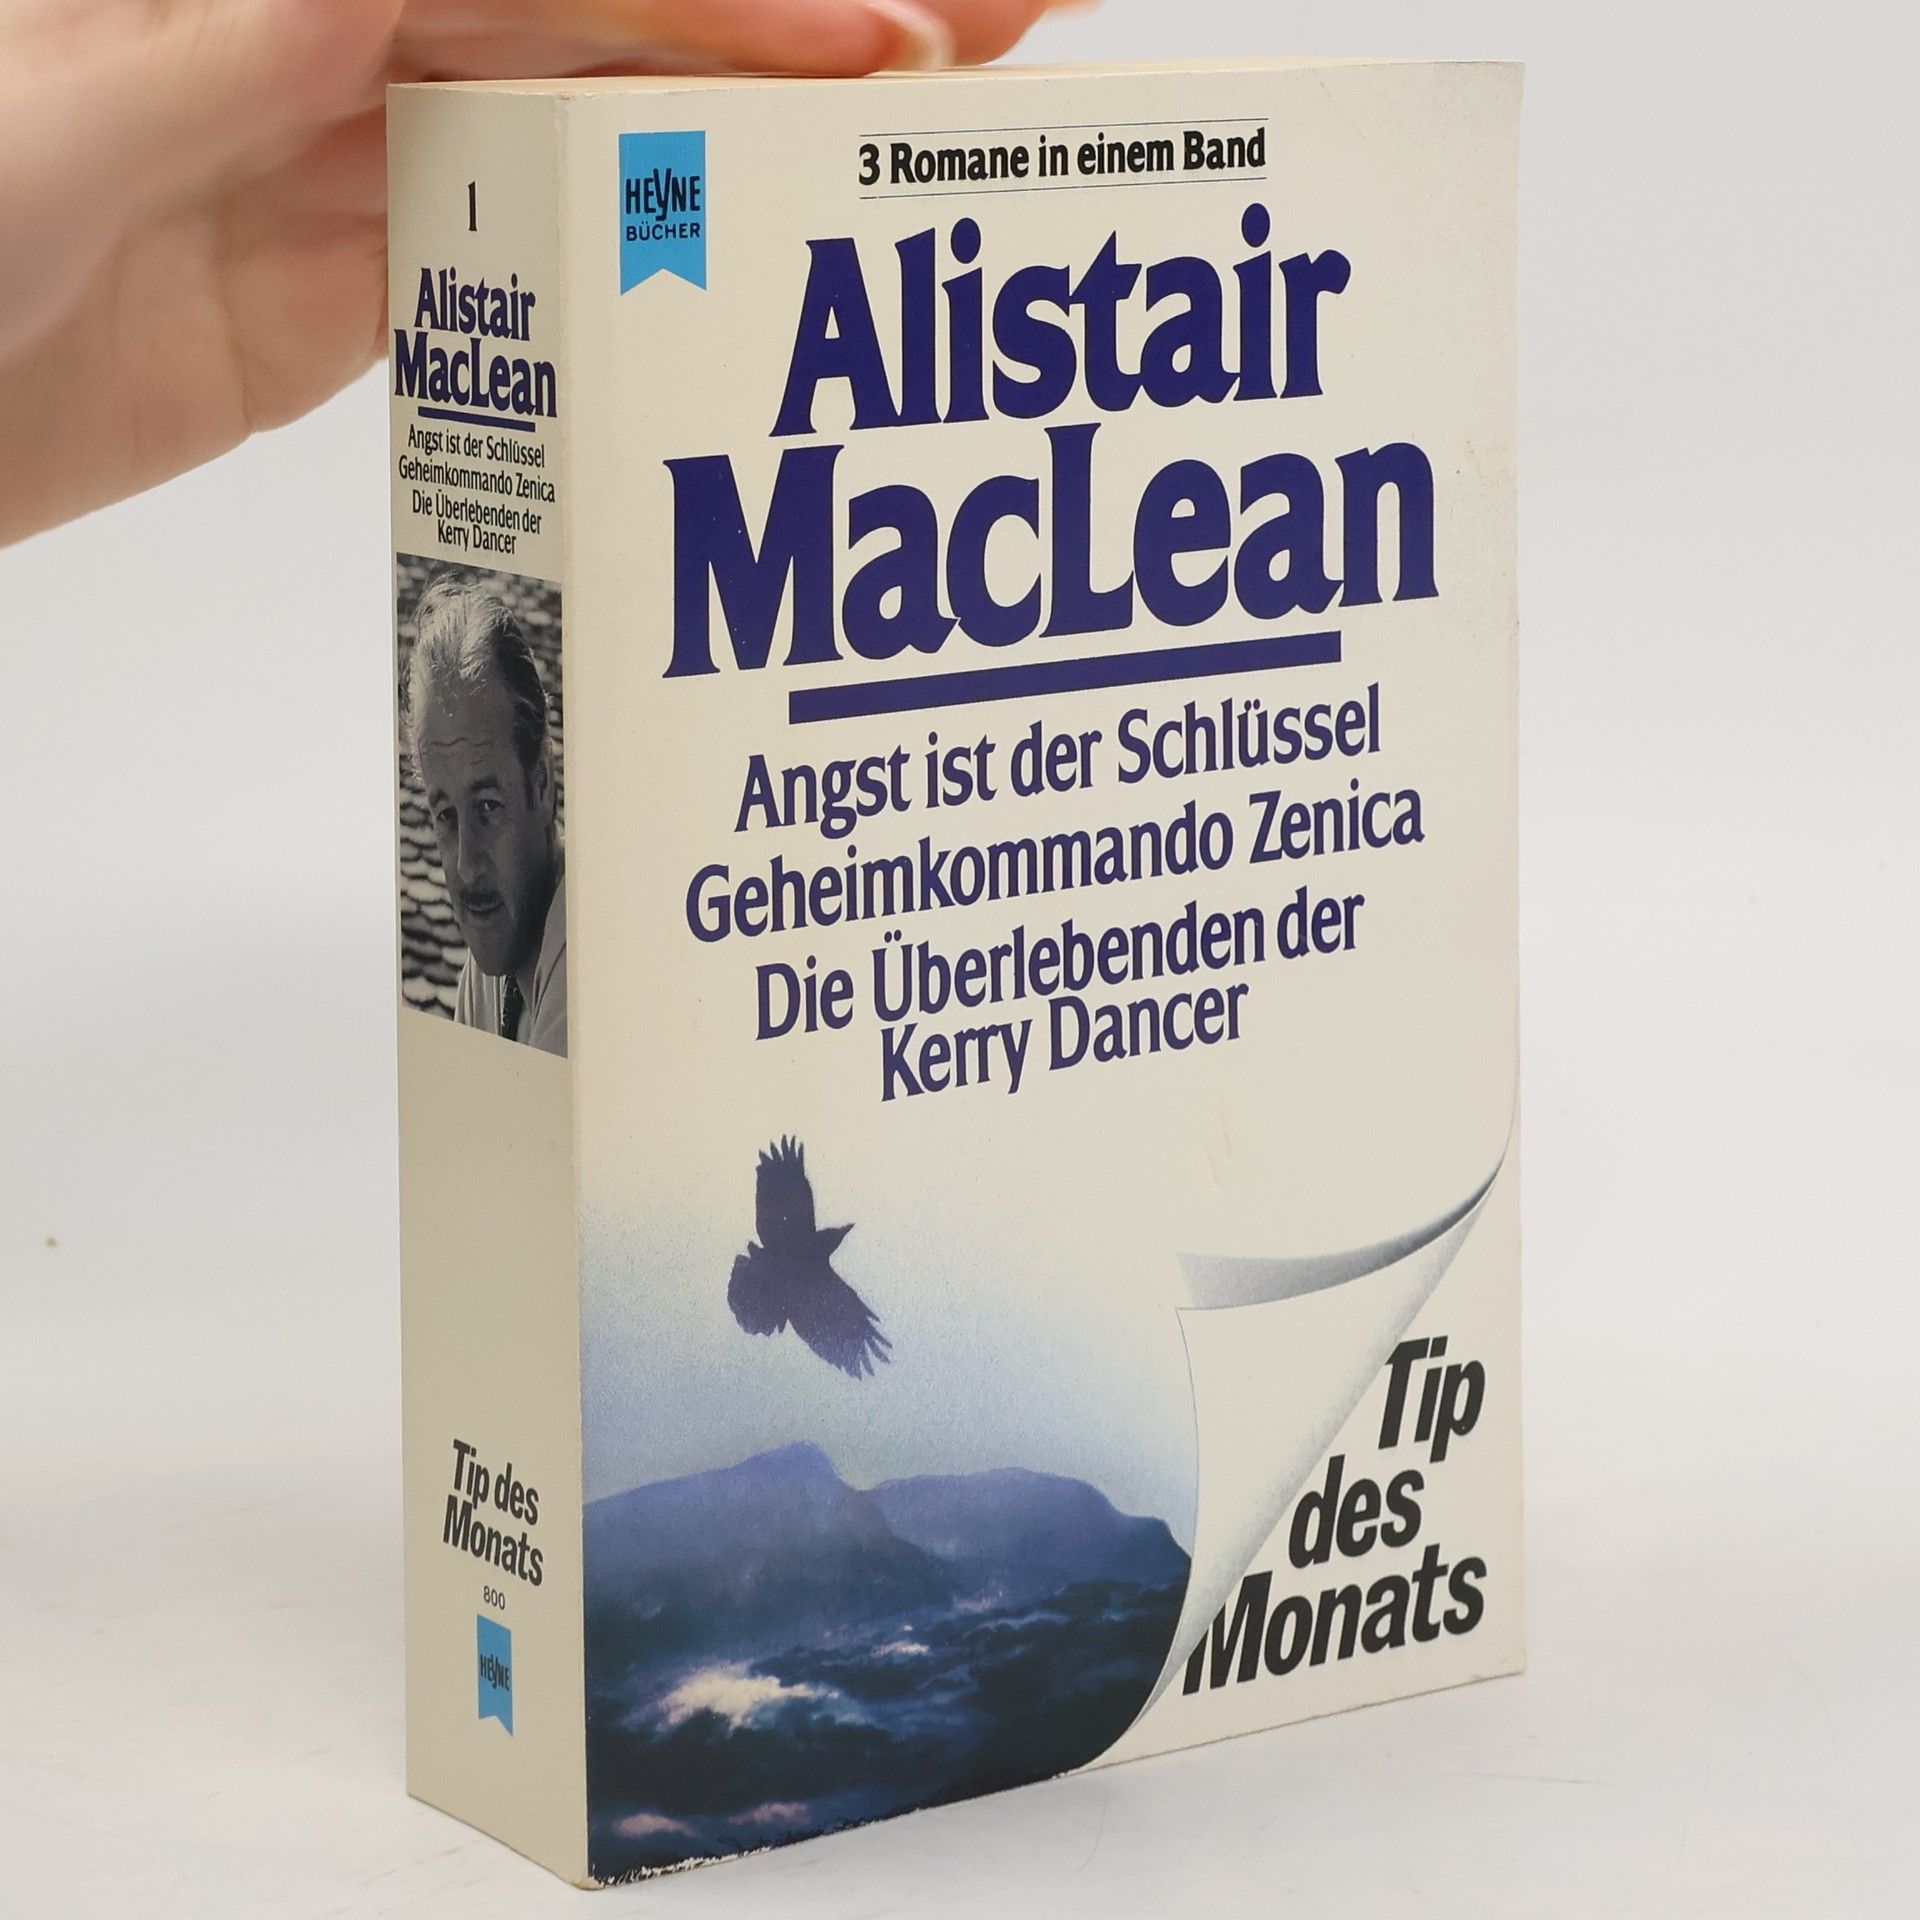 1
Alistair
MacLean
Angst ist der Schlüssel
Geheimkommando Zenica
Die Überlebenden der
Kerry Dancer
Tip des
Monats
800
HEYNE
HEYNE
BÜCHER
3 Romane in einem Band
Alistair
MacLean
Angst ist der Schlüssel
Geheimkommando Zenica
Die Überlebenden der
Kerry Dancer
Tip
des
Monats